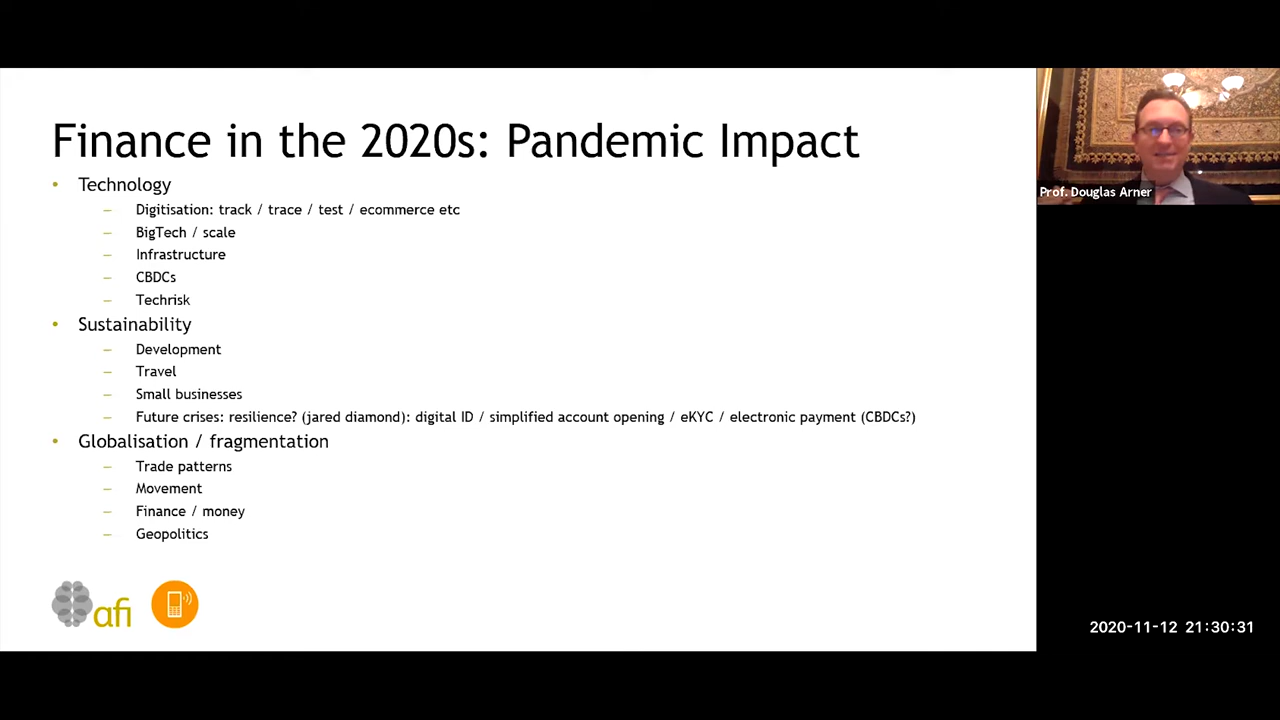 Finance in the 2020s: Pandemic Impact
• Technology
– Digitisation: track / trace / test / ecommerce etc
– BigTech / scale
– Infrastructure
– CBDCs
– Techrisk
• Sustainability
– Development
– Travel
– Small businesses
– Future crises: resilience? (jared diamond): digital ID / simplified account opening / eKYC / electronic payment (CBDCs?)
• Globalisation / fragmentation
– Trade patterns
– Movement
– Finance / money
– Geopolitics
afi
Prof. Douglas Arner
2020-11-12 21:30:31